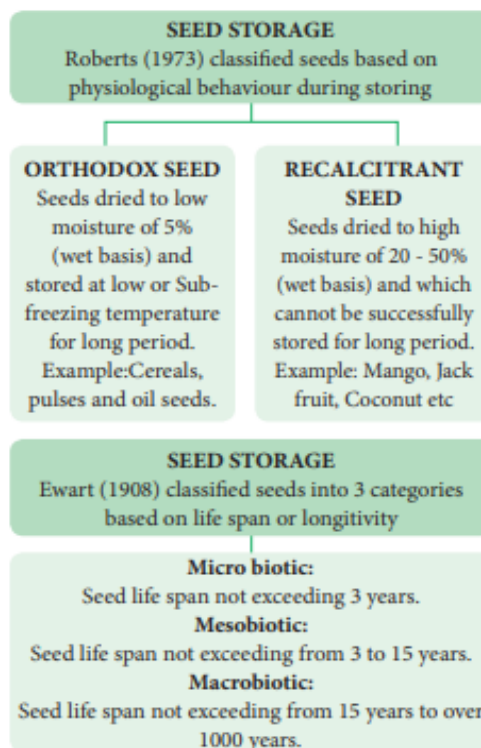 SEED STORAGE
Roberts (1973) classified seeds based on
physiological behaviour during storing
ORTHODOX SEED
Seeds dried to low
moisture of 5%
(wet basis) and
stored at low or Sub-
freezing temperature
for long period.
Example:Cereals,
pulses and oil seeds.
RECALCITRANT
SEED
Seeds dried to high
moisture of 20 - 50%
(wet basis) and which
cannot be successfully
stored for long period.
Example: Mango, Jack
fruit, Coconut etc
SEED STORAGE
Ewart (1908) classified seeds into 3 categories
based on life span or longitivity
Micro biotic:
Seed life span not exceeding 3 years.
Mesobiotic:
Seed life span not exceeding from 3 to 15 years.
Macrobiotic:
Seed life span not exceeding from 15 years to over
1000 years.